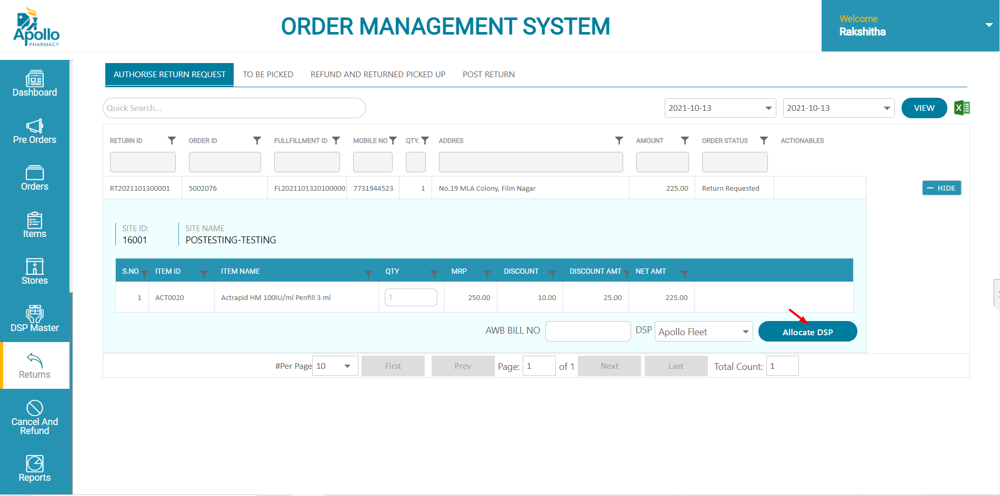 Apollo
PHARMACY
ORDER MANAGEMENT SYSTEM
Welcome
Rakshitha
Dashboard
Pre Orders
Orders
Items
Stores
DSP Master
Returns
Cancel And
Refund
Reports
AUTHORISE RETURN REQUEST TO BE PICKED REFUND AND RETURNED PICKED UP POST RETURN
Quick Search... 2021-10-13 2021-10-13 VIEW
RETURN ID ORDER ID FULLFILLMENT ID MOBILE NO QTY. ADDRES AMOUNT ORDER STATUS ACTIONABLES
RT2021101300001 5002076 FL2021101320100000 7731944523 1 No.19 MLA Colony, Film Nagar 225.00 Return Requested HIDE
SITE ID: SITE NAME
16001 POSTESTING-TESTING
S.NO ITEM ID ITEM NAME QTY MRP DISCOUNT DISCOUNT AMT NET AMT
1 ACT0020 Actrapid HM 100IU/ml Penfill 3 ml 1 250.00 10.00 25.00 225.00
AWB BILL NO DSP Apollo Fleet Allocate DSP
#Per Page 10 First Prev Page: 1 of 1 Next Last Total Count: 1